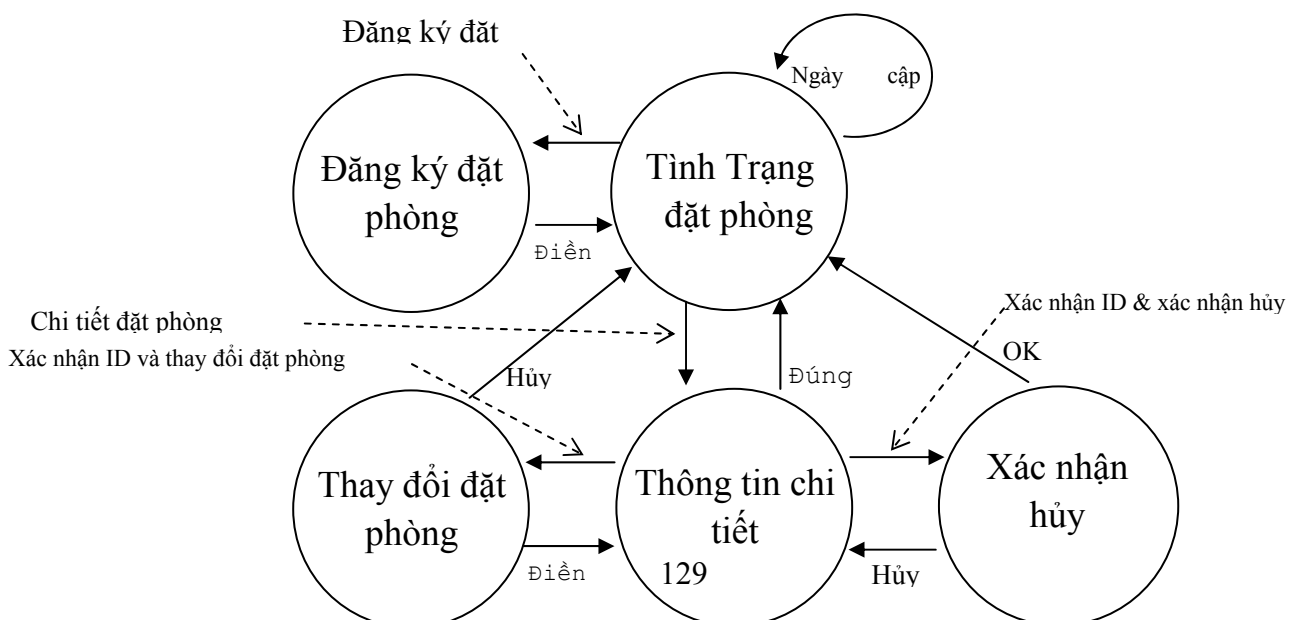 Đăng ký đăt
Ngày cập
Đăng ký đặt
phòng
Tình Trạng
đặt phòng
Điền
Chi tiết đặt phòng
Xác nhận ID & xác nhận hủy
Xác nhận ID và thay đổi đặt phòng
Hủy
Đúng
OK
Thay đổi đặt
phòng
Thông tin chi
tiết
Xác nhận
hủy
Điền
129
Hủy